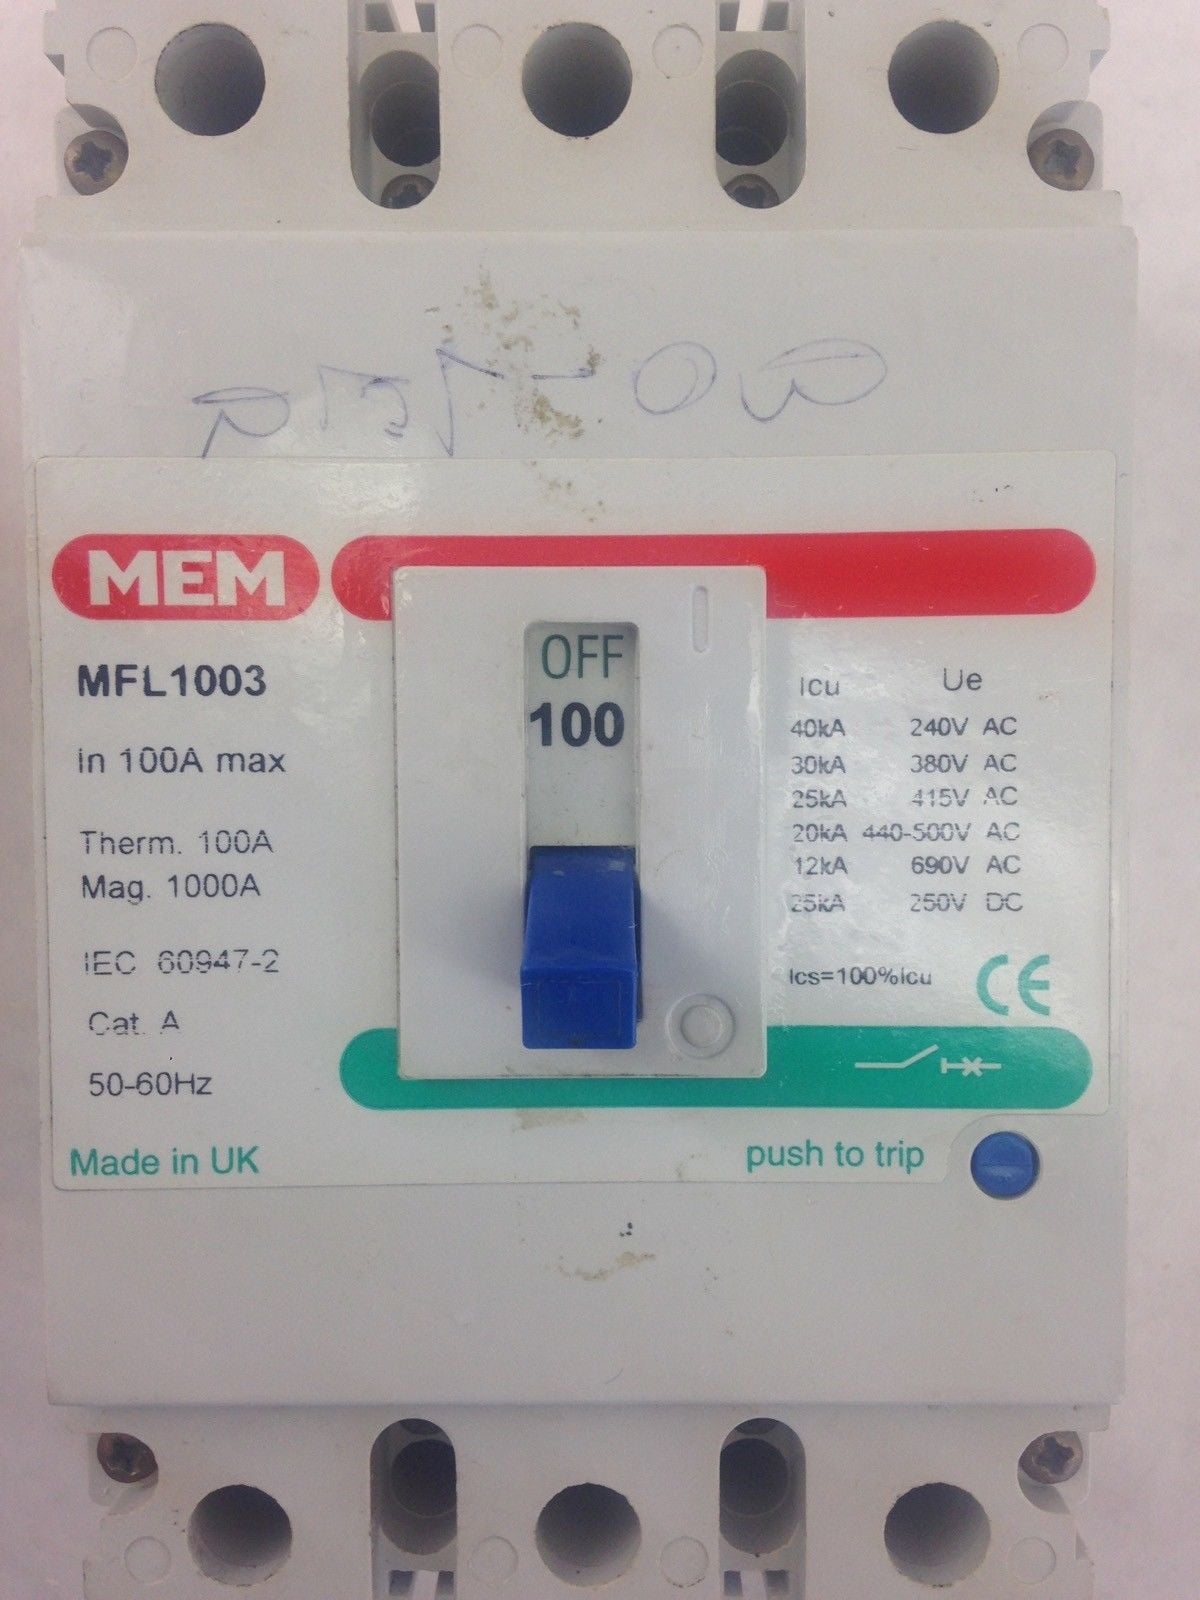 MEM
MFL1003
In 100A max
Therm. 100A
Mag. 1000A
IEC 60947-2
Cat. A
50-60Hz
Made in UK
OFF
100
Icu Ue
40kA 240V AC
30kA 380V AC
25kA 415V AC
20kA 440-500V AC
12kA 690V AC
25kA 250V DC
Ics=100%Icu
CE
push to trip